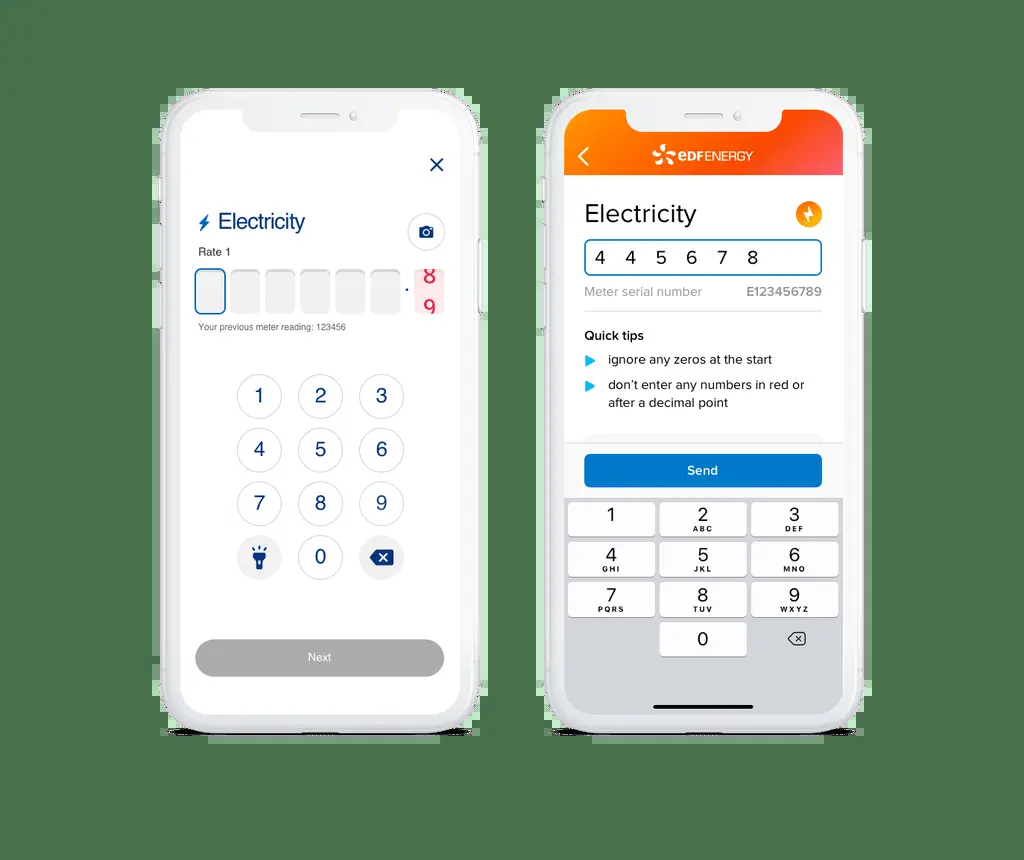 Electricity
Rate 1
8
9
Your previous meter reading: 123456
1 2 3
4 5 6
7 8 9
0
Next
eDF ENERGY
Electricity
4 4 5 6 7 8
Meter serial number E123456789
Quick tips
ignore any zeros at the start
don’t enter any numbers in red or
after a decimal point
Send
1 2 3
ABC DEF
4 5 6
GHI JKL MNO
7 8 9
PQRS TUV WXYZ
0